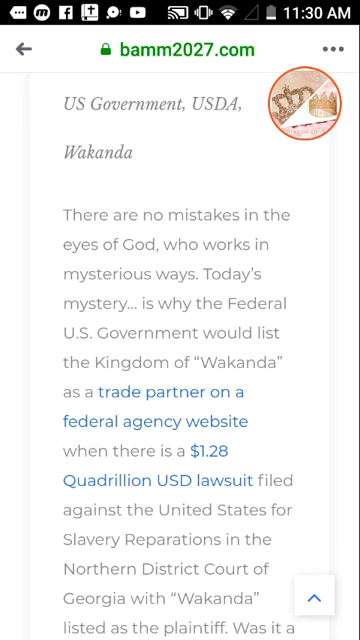 11:30 AM
bamm2027.com
US Government, USDA,
Wakanda
There are no mistakes in the
eyes of God, who works in
mysterious ways. Today’s
mystery... is why the Federal
U.S. Government would list
the Kingdom of “Wakanda”
as a trade partner on a
federal agency website
when there is a $1.28
Quadrillion USD lawsuit filed
against the United States for
Slavery Reparations in the
Northern District Court of
Georgia with “Wakanda”
listed as the plaintiff. Was it a